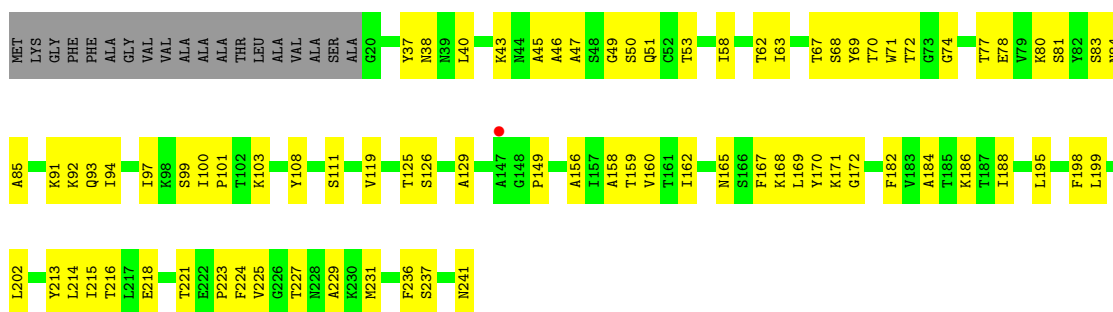 MET LYS GLY PHE PHE ALA GLY VAL VAL ALA ALA ALA THR LEU ALA VAL ALA SER ALA G20 Y37 N38 N39 L40 K43 N44 A45 A46 A47 S48 G49 S50 Q51 C52 T53 I58 T62 I63 T67 S68 Y69 T70 W71 T72 G73 G74 T77 E78 V79 K80 S81 Y82 S83 N84
A85 K91 K92 Q93 I94 I97 K98 S99 I100 P101 T102 K103 Y108 S111 V119 T125 S126 A129 A147 G148 P149 A156 I157 A158 T159 V160 T161 I162 N165 S166 F167 K168 L169 Y170 K171 G172 F182 V183 A184 T185 K186 T187 I188 L195 F198 L199
L202 Y213 L214 I215 T216 L217 E218 T221 E222 P223 F224 V225 G226 T227 N228 A229 K230 M231 F236 S237 N241